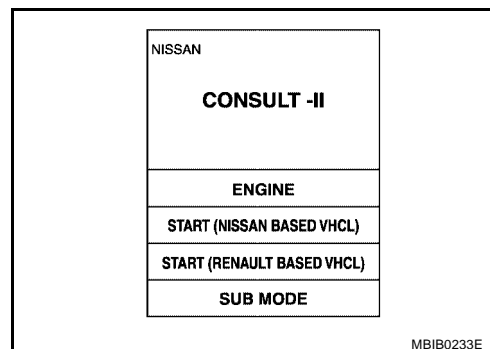 NISSAN
CONSULT -II
ENGINE
START (NISSAN BASED VHCL)
START (RENAULT BASED VHCL)
SUB MODE
MBIB0233E